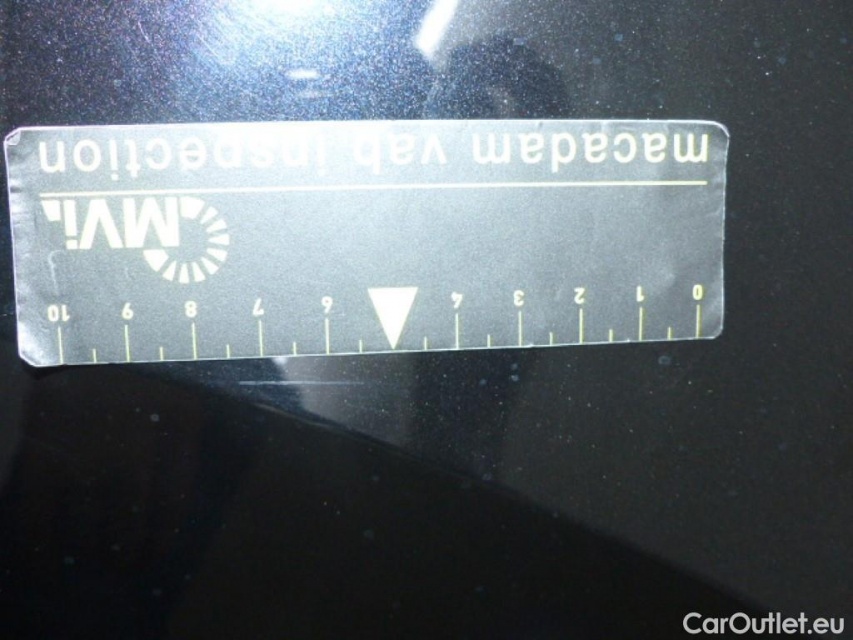 macadam vab inspection
MVi
0 1 2 3 4 6 7 8 9 10
CarOutlet.eu